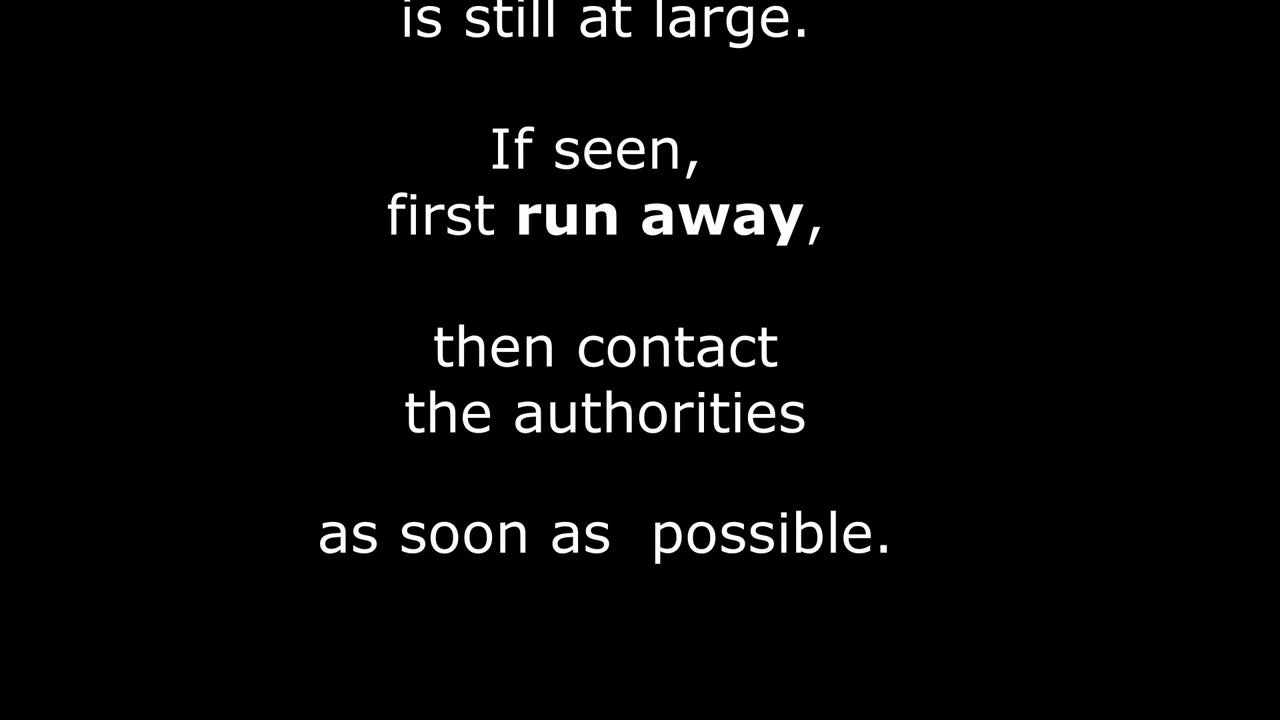 is still at large.
If seen,
first run away,
then contact
the authorities
as soon as  possible.